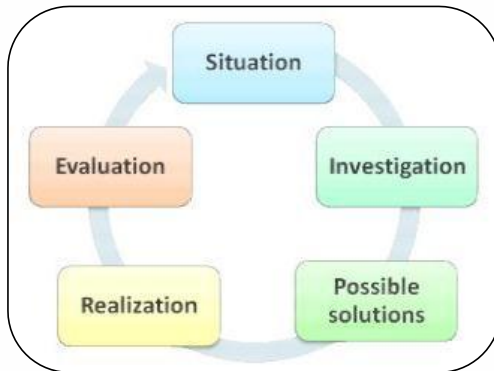 Situation
Investigation
Possible
solutions
Realization
Evaluation